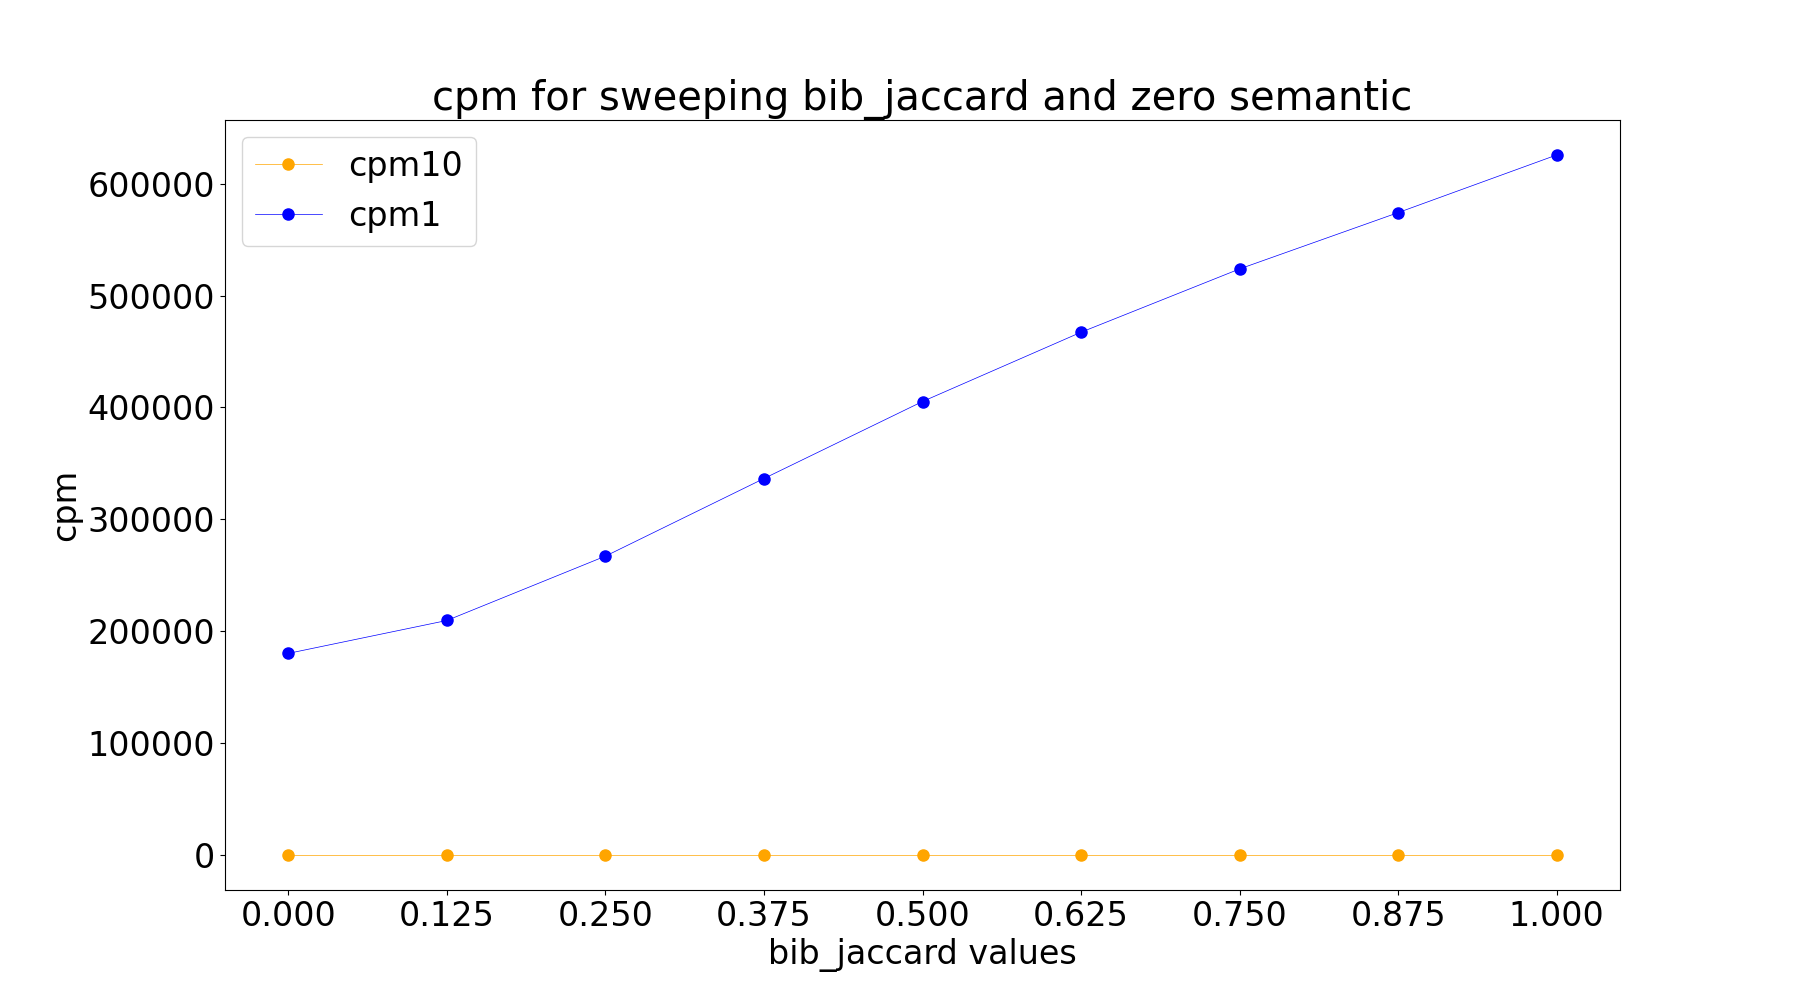 cpm for sweeping bib_jaccard and zero semantic
cpm10
cpm1
600000
500000
400000
300000
200000
100000
0
cpm
0.000 0.125 0.250 0.375 0.500 0.625 0.750 0.875 1.000
bib_jaccard values